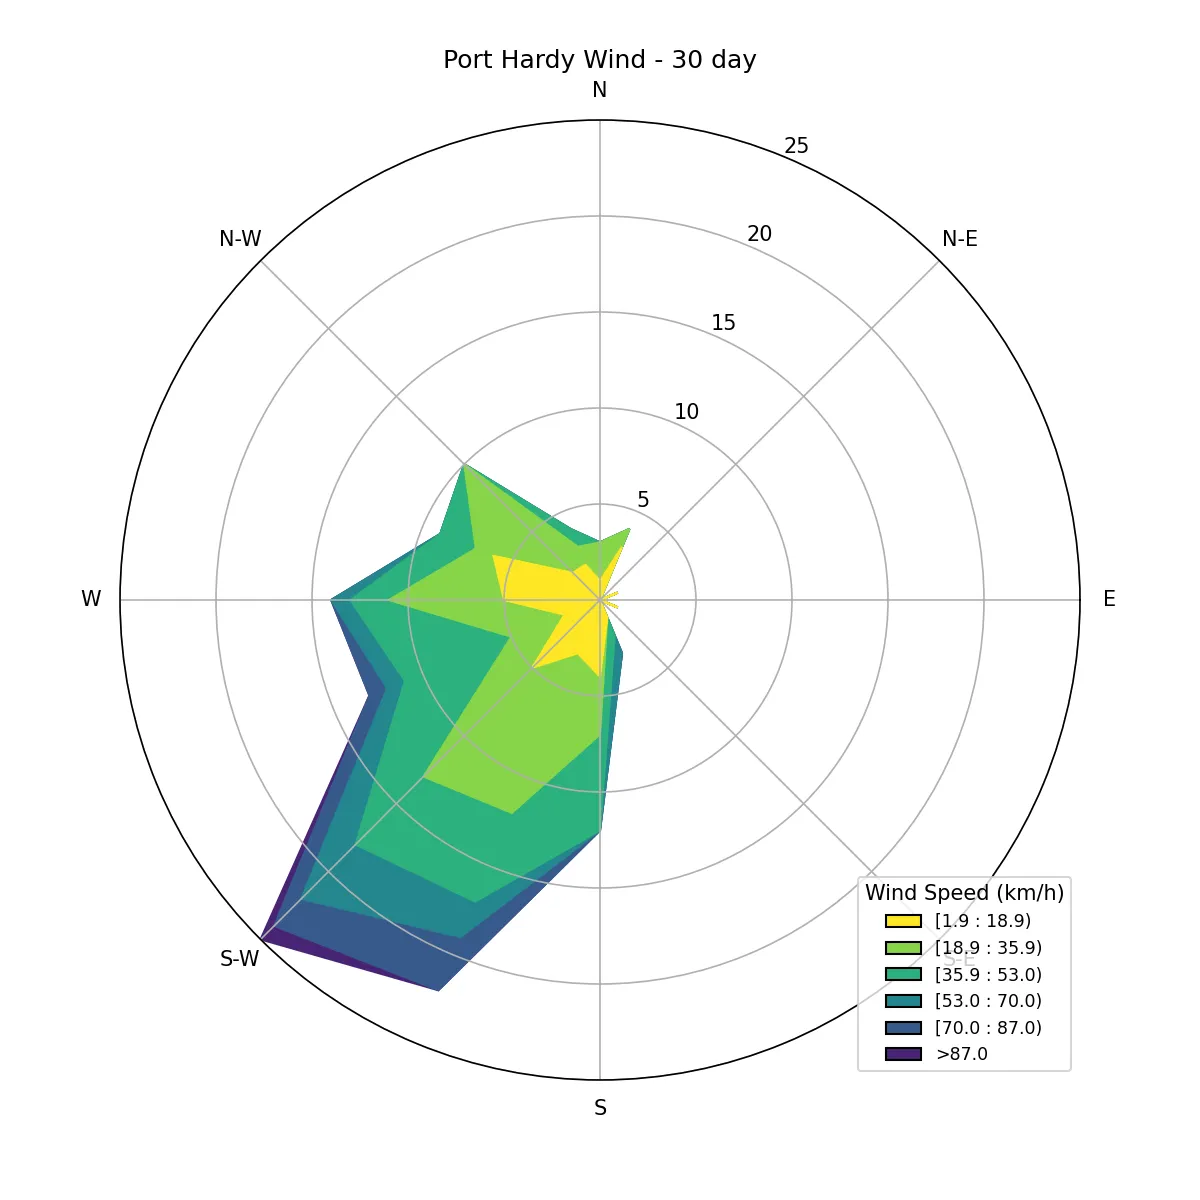 Port Hardy Wind - 30 day
N
25
N-W
N-E
20
15
10
5
W
E
S-W
S-E
S
Wind Speed (km/h)
[1.9 : 18.9)
[18.9 : 35.9)
[35.9 : 53.0)
[53.0 : 70.0)
[70.0 : 87.0)
>87.0